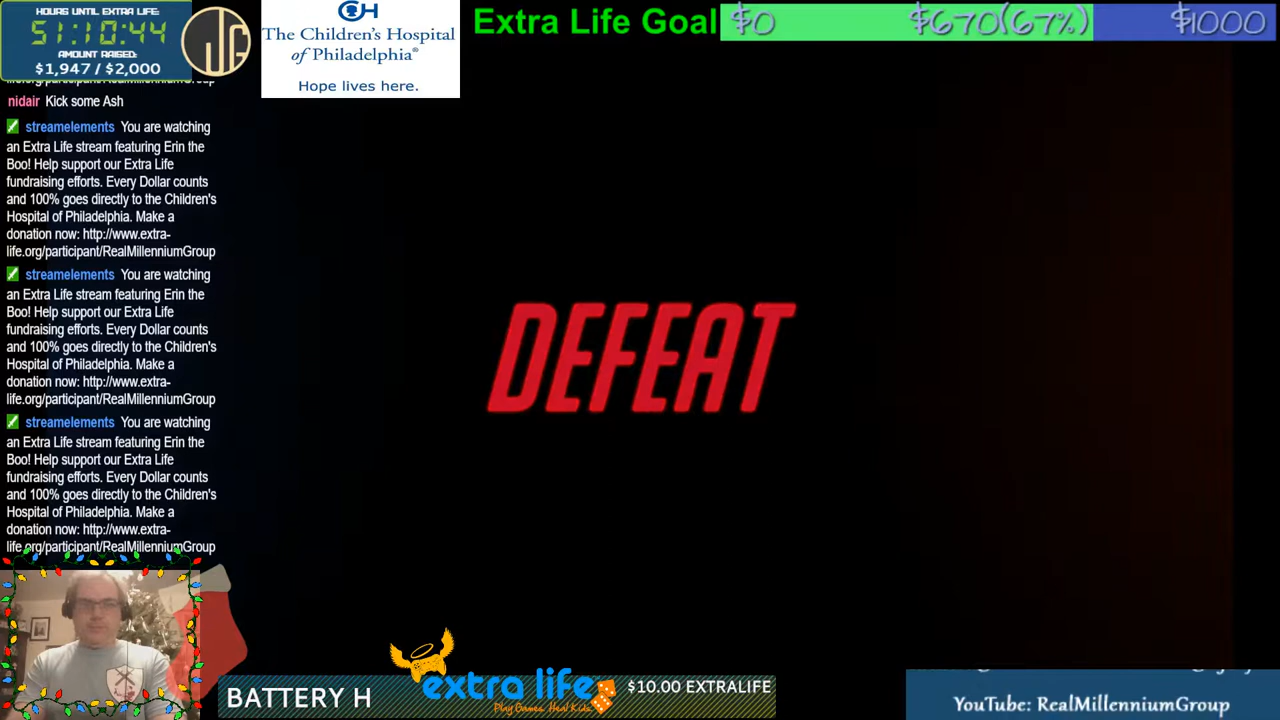 HOURS UNTIL EXTRA LIFE:
51:10:44
AMOUNT RAISED:
$1,947 / $2,000
CH
The Children's Hospital
of Philadelphia®
Hope lives here.
Extra Life Goal
$0
$670(67%)
$1000
life.org/participant/RealMillenniumGroup
nidair Kick some Ash
streamelements You are watching
an Extra Life stream featuring Erin the
Boo! Help support our Extra Life
fundraising efforts. Every Dollar counts
and 100% goes directly to the Children's
Hospital of Philadelphia. Make a
donation now: http://www.extra-
life.org/participant/RealMillenniumGroup
streamelements You are watching
an Extra Life stream featuring Erin the
Boo! Help support our Extra Life
fundraising efforts. Every Dollar counts
and 100% goes directly to the Children's
Hospital of Philadelphia. Make a
donation now: http://www.extra-
life.org/participant/RealMillenniumGroup
streamelements You are watching
an Extra Life stream featuring Erin the
Boo! Help support our Extra Life
fundraising efforts. Every Dollar counts
and 100% goes directly to the Children's
Hospital of Philadelphia. Make a
donation now: http://www.extra-
life.org/participant/RealMillenniumGroup
DEFEAT
BATTERY H
extra life
Play Games. Heal Kids.
$10.00 EXTRALIFE
YouTube: RealMillenniumGroup